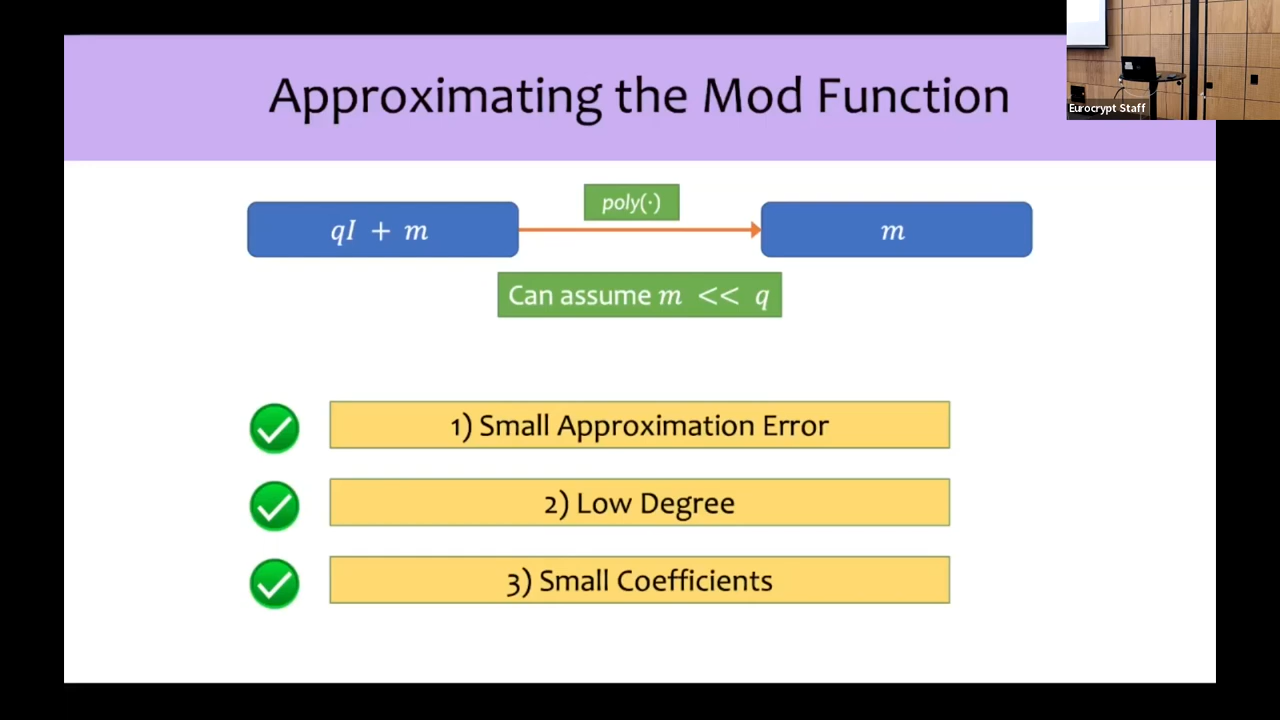 Approximating the Mod Function
Eurocrypt Staff
poly(·)
qI + m
m
Can assume m << q
1) Small Approximation Error
2) Low Degree
3) Small Coefficients